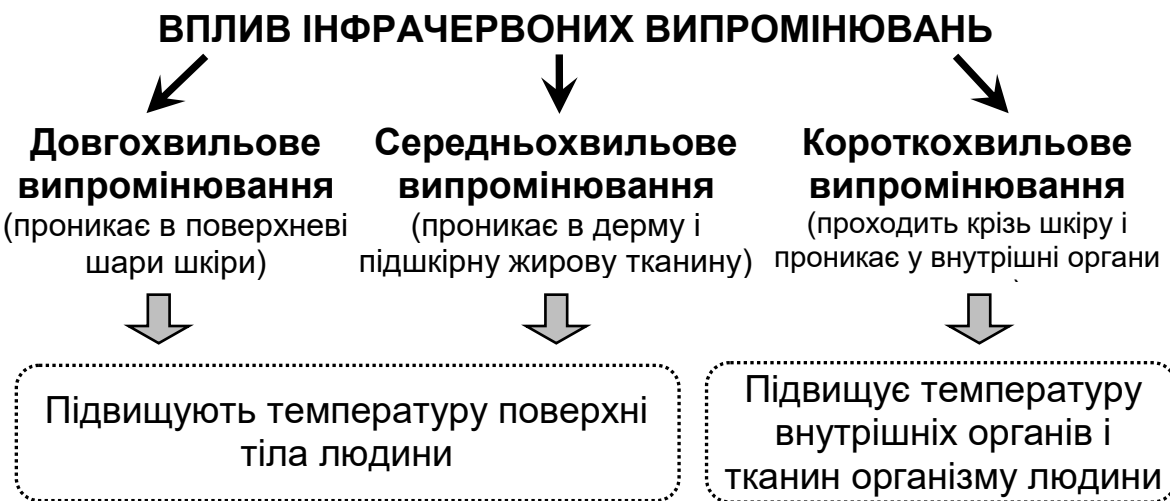 ВПЛИВ ІНФРАЧЕРВОНИХ ВИПРОМІНЮВАНЬ
Довгохвильове
випромінювання
(проникає в поверхневі
шари шкіри)
Середньохвильове
випромінювання
(проникає в дерму і
підшкірну жирову тканину)
Короткохвильове
випромінювання
(проходить крізь шкіру і
проникає у внутрішні органи
Підвищують температуру поверхні
тіла людини
Підвищує температуру
внутрішніх органів і
тканин організму людини